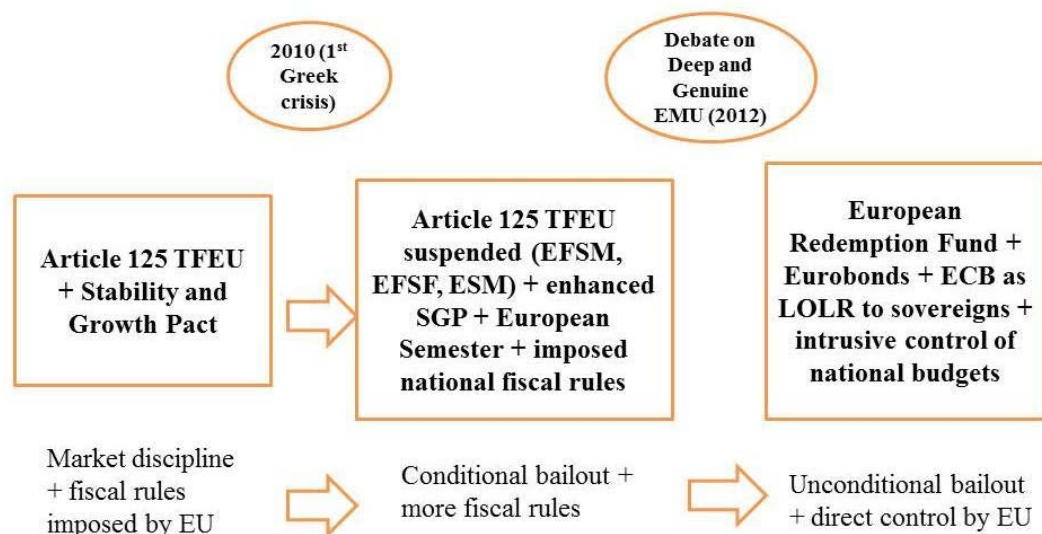 2010 (1st
Greek
crisis)
Debate on
Deep and
Genuine
EMU (2012)
Article 125 TFEU
+ Stability and
Growth Pact
Article 125 TFEU
suspended (EFSM,
EFSF, ESM) + enhanced
SGP + European
Semester + imposed
national fiscal rules
European
Redemption Fund +
Eurobonds + ECB as
LOLR to sovereigns +
intrusive control of
national budgets
Market discipline
+ fiscal rules
imposed by EU
Conditional bailout +
more fiscal rules
Unconditional bailout
+ direct control by EU